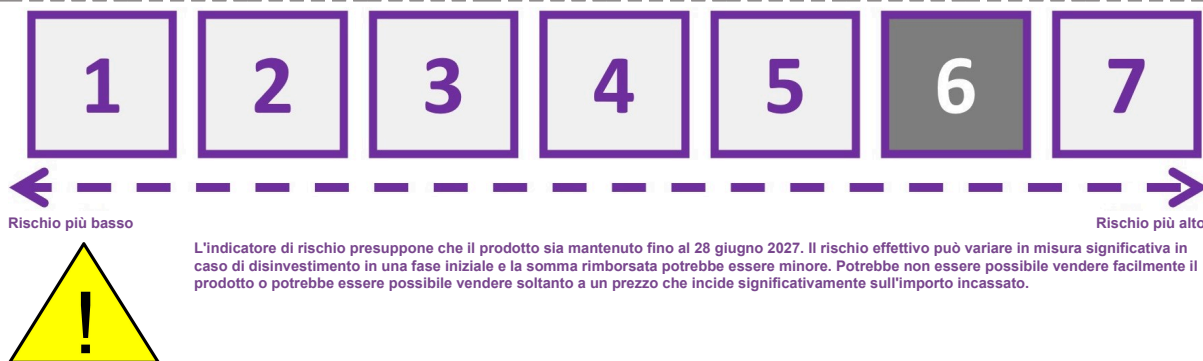 1 2 3 4 5 6 7
Rischio più basso Rischio più alto
L'indicatore di rischio presuppone che il prodotto sia mantenuto fino al 28 giugno 2027. Il rischio effettivo può variare in misura significativa in
caso di disinvestimento in una fase iniziale e la somma rimborsata potrebbe essere minore. Potrebbe non essere possibile vendere facilmente il
prodotto o potrebbe essere possibile vendere soltanto a un prezzo che incide significativamente sull'importo incassato.
!